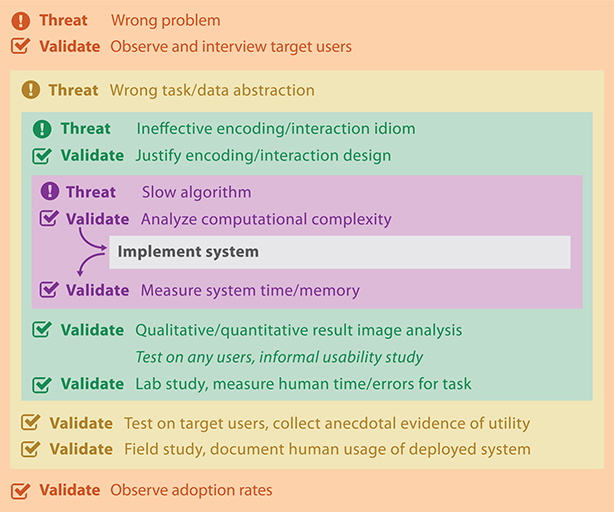 Threat Wrong problem
Validate Observe and interview target users
Threat Wrong task/data abstraction
Threat Ineffective encoding/interaction idiom
Validate Justify encoding/interaction design
Threat Slow algorithm
Validate Analyze computational complexity
Implement system
Validate Measure system time/memory
Validate Qualitative/quantitative result image analysis
Test on any users, informal usability study
Validate Lab study, measure human time/errors for task
Validate Test on target users, collect anecdotal evidence of utility
Validate Field study, document human usage of deployed system
Validate Observe adoption rates